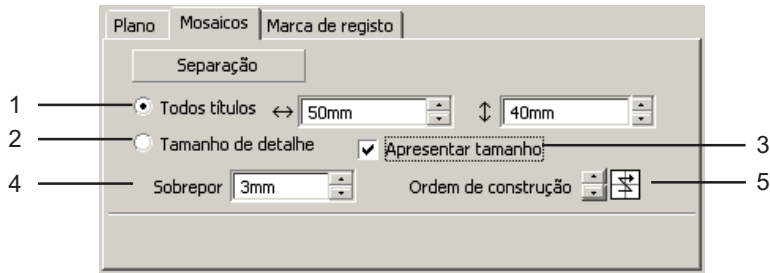 Plano Mosaicos Marca de registo
Separação
1 Todos títulos 50mm 40mm
2 Tamanho de detalhe Apresentar tamanho 3
4 Sobrepor 3mm Ordem de construção 5